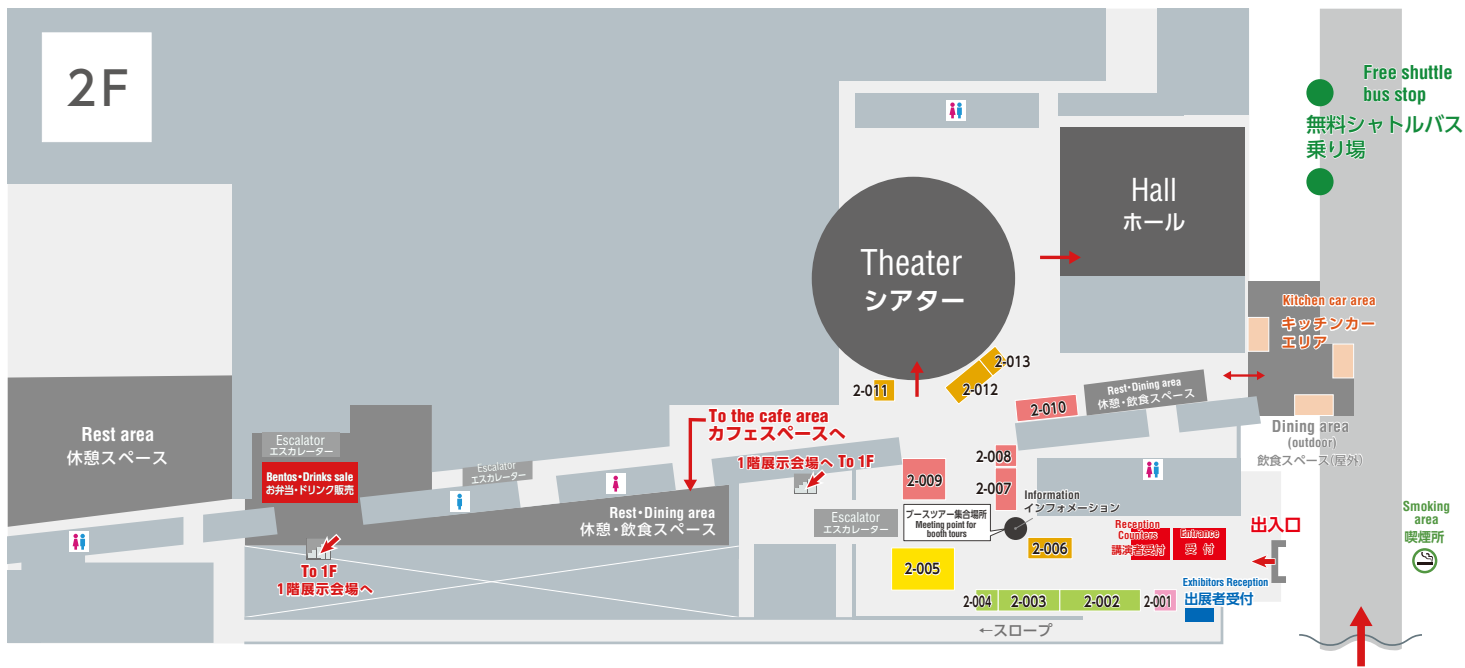 2F
Free shuttle
bus stop
無料シャトルバス
乗り場
Hall
ホール
Theater
シアター
Kitchen car area
キッチンカー
エリア
2-013
2-011
2-012
Rest・Dining area
休憩・飲食スペース
2-010
To the cafe area
カフェスペースへ
Dining area
(outdoor)
飲食スペース(屋外)
Rest area
休憩スペース
Escalator
エスカレーター
Bentos・Drinks sale
お弁当・ドリンク販売
Escalator
エスカレーター
1階展示会場へ To 1F
2-008
2-009
2-007
Information
インフォメーション
Rest・Dining area
休憩・飲食スペース
Escalator
エスカレーター
ブースツアー集合場所
Meeting point for
booth tours
Reception
Counters
講演者受付
Entrance
受 付
出入口
Smoking
area
喫煙所
2-006
To 1F
1階展示会場へ
2-005
Exhibitors Reception
出展者受付
2-004
2-003
2-002
2-001
←スロープ